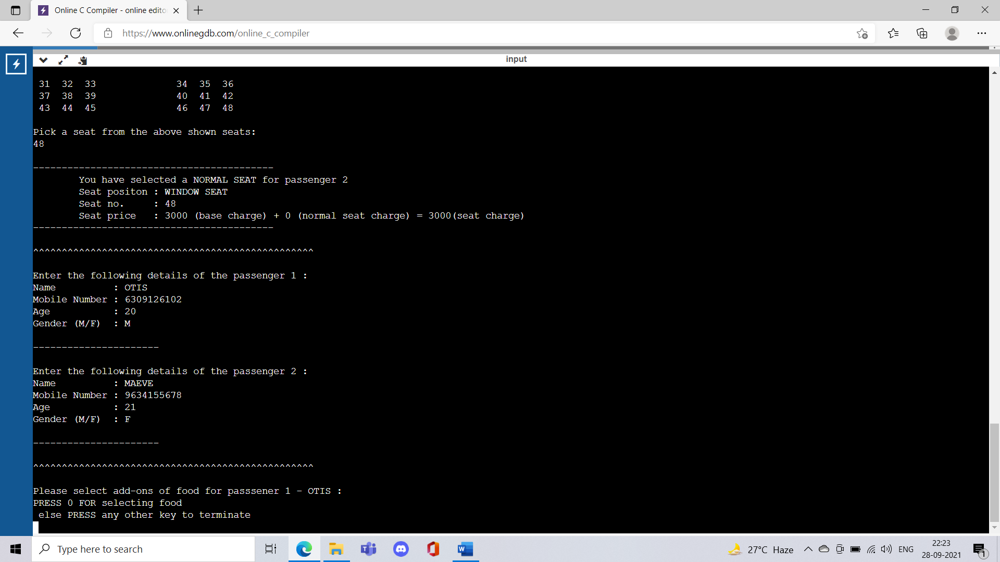 Online C Compiler - online edito
https://www.onlinegdb.com/online_c_compiler
input
31 32 33 34 35 36
37 38 39 40 41 42
43 44 45 46 47 48
Pick a seat from the above shown seats:
48
------------------------------------------
You have selected a NORMAL SEAT for passenger 2
Seat positon : WINDOW SEAT
Seat no. : 48
Seat price : 3000 (base charge) + 0 (normal seat charge) = 3000(seat charge)
------------------------------------------
^^^^^^^^^^^^^^^^^^^^^^^^^^^^^^^^^^^^^^^^^^^^^^^^^
Enter the following details of the passenger 1 :
Name : OTIS
Mobile Number : 6309126102
Age : 20
Gender (M/F) : M
----------------------
Enter the following details of the passenger 2 :
Name : MAEVE
Mobile Number : 9634155678
Age : 21
Gender (M/F) : F
----------------------
^^^^^^^^^^^^^^^^^^^^^^^^^^^^^^^^^^^^^^^^^^^^^^^^^
Please select add-ons of food for passsener 1 - OTIS :
PRESS 0 FOR selecting food
else PRESS any other key to terminate
Type here to search
27°C Haze
ENG
22:23
28-09-2021
1